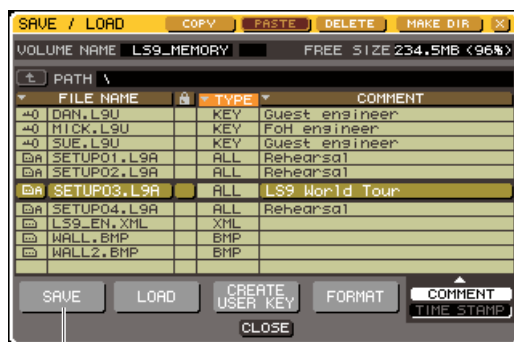 SAVE / LOAD COPY PASTE DELETE MAKE DIR X
VOLUME NAME LS9_MEMORY FREE SIZE 234.5MB (96%)
PATH \
FILE NAME TYPE COMMENT
DAN.L9U KEY Guest engineer
MICK.L9U KEY FoH engineer
SUE.L9U KEY Guest engineer
SETUP01.L9A ALL Rehearsal
SETUP02.L9A ALL Rehearsal
SETUP03.L9A ALL LS9 World Tour
SETUP04.L9A ALL Rehearsal
LS9_EN.XML XML
WALL.BMP BMP
WALL2.BMP BMP
SAVE LOAD CREATE USER KEY FORMAT COMMENT
TIME STAMP
CLOSE